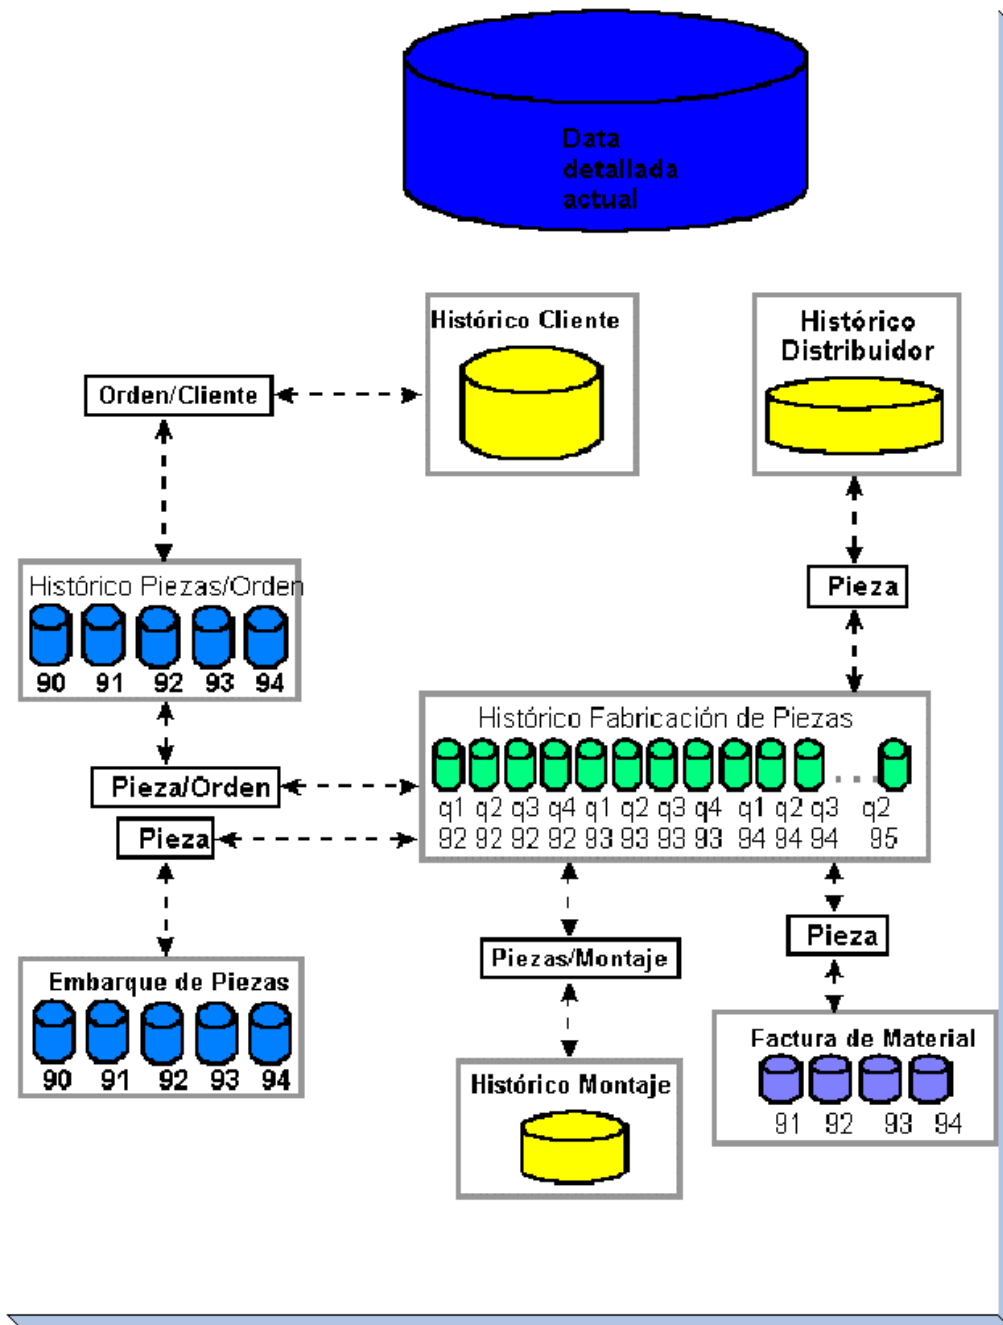 Data
detallada
actual
Histórico Cliente
Histórico
Distribuidor
Orden/Cliente
Histórico Piezas/Orden
90 91 92 93 94
Pieza
Histórico Fabricación de Piezas
q1 q2 q3 q4 q1 q2 q3 q4 q1 q2 q3 q2
92 92 92 92 93 93 93 93 94 94 94 95
Pieza/Orden
Pieza
Embarque de Piezas
90 91 92 93 94
Piezas/Montaje
Histórico Montaje
Pieza
Factura de Material
91 92 93 94